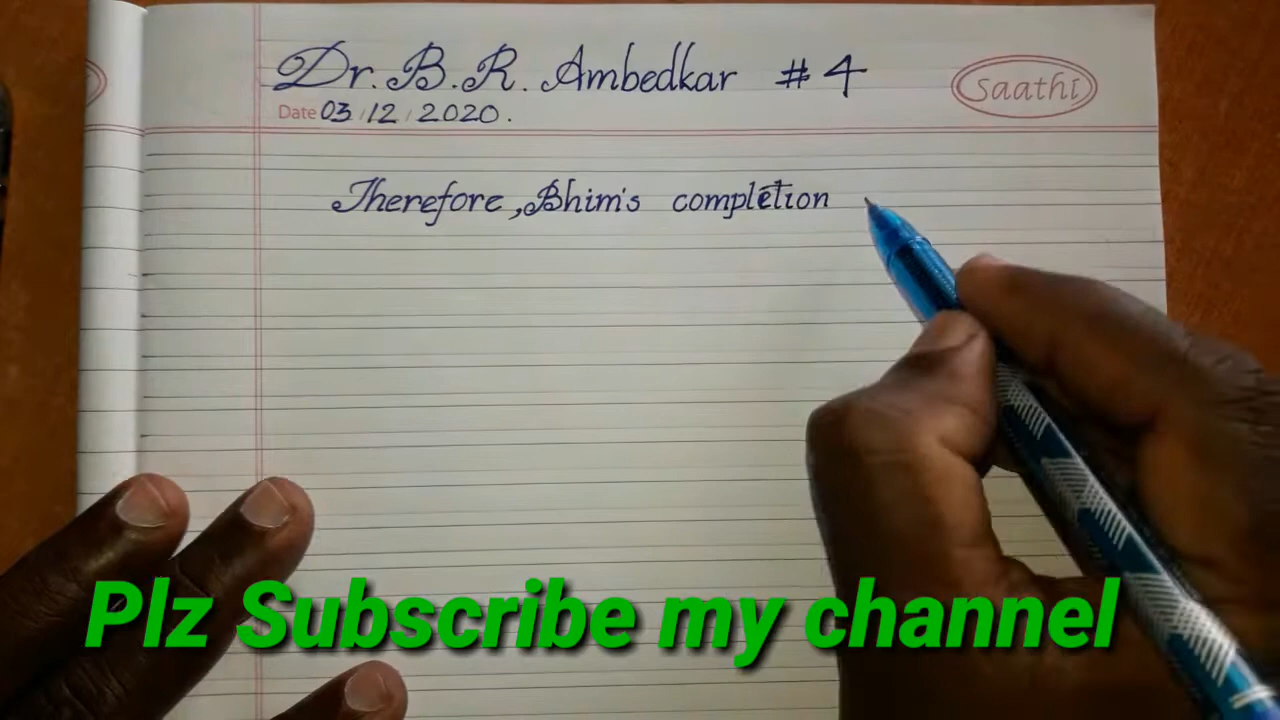 Dr. B. R. Ambedkar #4
Saathi
Date 03/12/2020.
Therefore, Bhim's completion
Plz Subscribe my channel